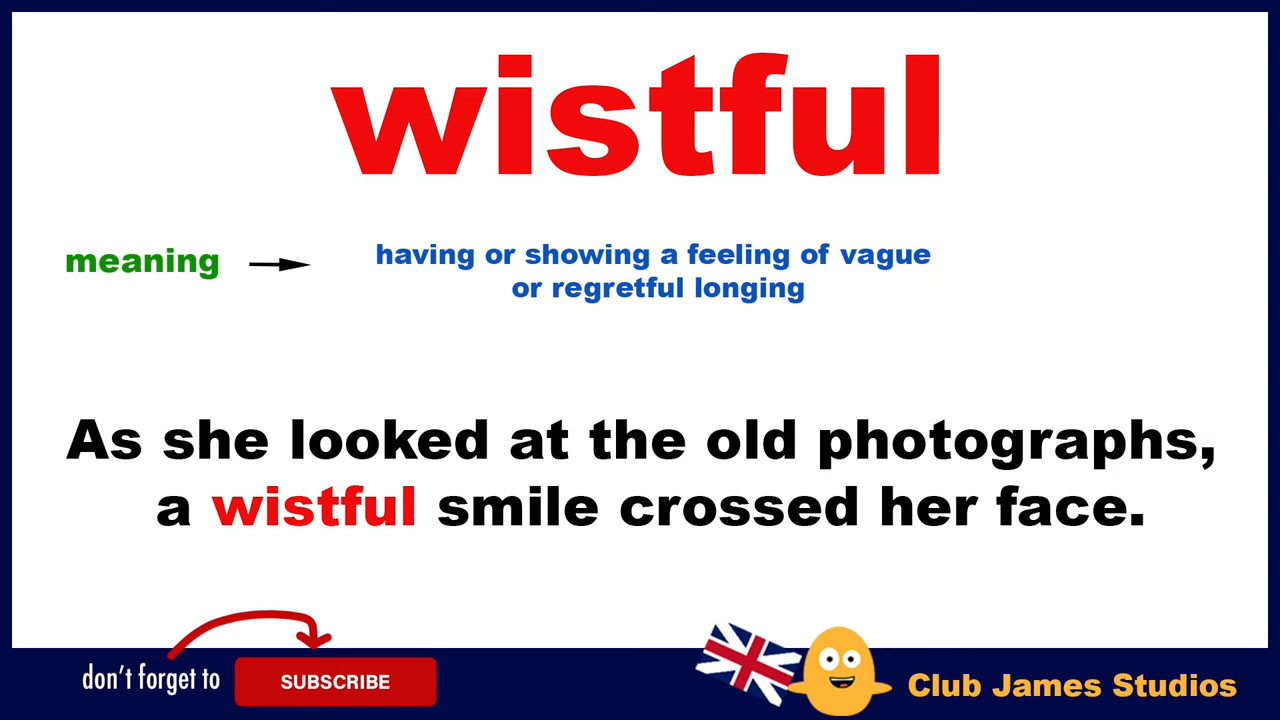 wistful
meaning
having or showing a feeling of vague
or regretful longing
As she looked at the old photographs,
a wistful smile crossed her face.
don't forget to
SUBSCRIBE
Club James Studios